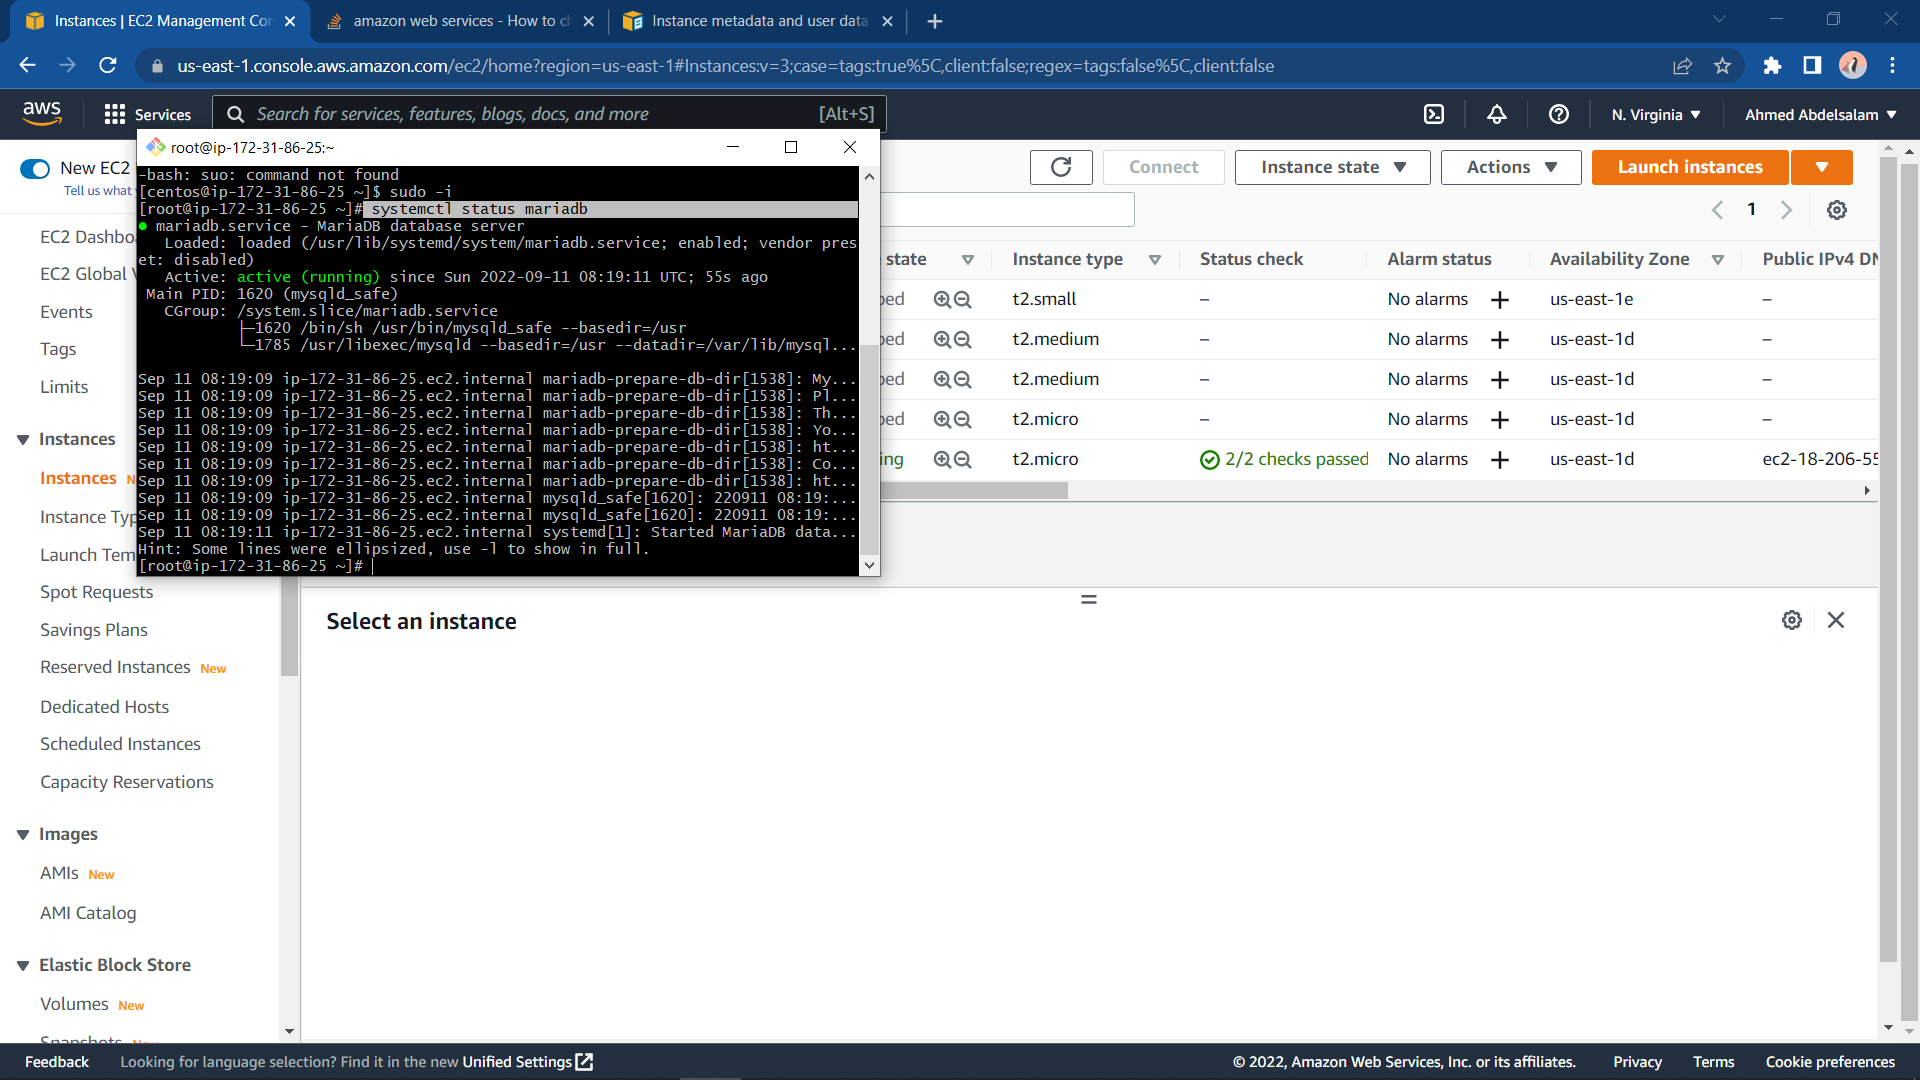 Instances | EC2 Management Con
amazon web services - How to ch
Instance metadata and user data
us-east-1.console.aws.amazon.com/ec2/home?region=us-east-1#Instances:v=3;case=tags:true%5C,client:false;regex=tags:false%5C,client:false
aws
Services
Search for services, features, blogs, docs, and more
[Alt+S]
N. Virginia
Ahmed Abdelsalam
New EC2
Tell us what
EC2 Dashbo
EC2 Global V
Events
Tags
Limits
Instances
Instances N
Instance Typ
Launch Tem
Spot Requests
Savings Plans
Reserved Instances New
Dedicated Hosts
Scheduled Instances
Capacity Reservations
Images
AMIs New
AMI Catalog
Elastic Block Store
Volumes New
Snapshots New
root@ip-172-31-86-25:~
-bash: suo: command not found
[centos@ip-172-31-86-25 ~]$ sudo -i
[root@ip-172-31-86-25 ~]# systemctl status mariadb
● mariadb.service - MariaDB database server
Loaded: loaded (/usr/lib/systemd/system/mariadb.service; enabled; vendor pres
et: disabled)
Active: active (running) since Sun 2022-09-11 08:19:11 UTC; 55s ago
Main PID: 1620 (mysqld_safe)
CGroup: /system.slice/mariadb.service
├─1620 /bin/sh /usr/bin/mysqld_safe --basedir=/usr
└─1785 /usr/libexec/mysqld --basedir=/usr --datadir=/var/lib/mysql...
Sep 11 08:19:09 ip-172-31-86-25.ec2.internal mariadb-prepare-db-dir[1538]: My...
Sep 11 08:19:09 ip-172-31-86-25.ec2.internal mariadb-prepare-db-dir[1538]: Pl...
Sep 11 08:19:09 ip-172-31-86-25.ec2.internal mariadb-prepare-db-dir[1538]: Th...
Sep 11 08:19:09 ip-172-31-86-25.ec2.internal mariadb-prepare-db-dir[1538]: Yo...
Sep 11 08:19:09 ip-172-31-86-25.ec2.internal mariadb-prepare-db-dir[1538]: ht...
Sep 11 08:19:09 ip-172-31-86-25.ec2.internal mariadb-prepare-db-dir[1538]: Co...
Sep 11 08:19:09 ip-172-31-86-25.ec2.internal mariadb-prepare-db-dir[1538]: ht...
Sep 11 08:19:09 ip-172-31-86-25.ec2.internal mysqld_safe[1620]: 220911 08:19:...
Sep 11 08:19:09 ip-172-31-86-25.ec2.internal mysqld_safe[1620]: 220911 08:19:...
Sep 11 08:19:11 ip-172-31-86-25.ec2.internal systemd[1]: Started MariaDB data...
Hint: Some lines were ellipsized, use -l to show in full.
[root@ip-172-31-86-25 ~]#
Connect
Instance state
Actions
Launch instances
1
state Instance type Status check Alarm status Availability Zone Public IPv4 DN
ped t2.small – No alarms + us-east-1e –
ped t2.medium – No alarms + us-east-1d –
ped t2.medium – No alarms + us-east-1d –
ped t2.micro – No alarms + us-east-1d –
ing t2.micro 2/2 checks passed No alarms + us-east-1d ec2-18-206-55
Select an instance
Feedback
Looking for language selection? Find it in the new Unified Settings
© 2022, Amazon Web Services, Inc. or its affiliates.
Privacy
Terms
Cookie preferences